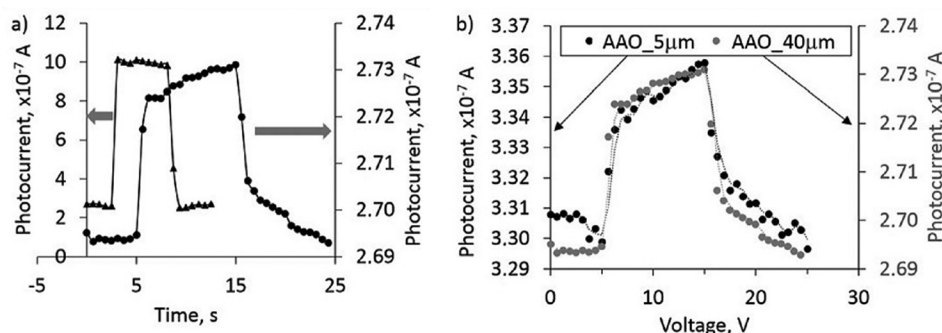 a)
Photocurrent, x10⁻⁷ A
12
10
8
6
4
2
0
-5 5 15 25
Time, s
2.74
2.73
2.72
2.71
2.70
2.69
Photocurrent, x10⁻⁷ A
b)
Photocurrent, x10⁻⁷ A
3.37
3.36
3.35
3.34
3.33
3.32
3.31
3.30
3.29
AAO_5μm AAO_40μm
0 10 20 30
Voltage, V
2.74
2.73
2.72
2.71
2.70
2.69
Photocurrent, x10⁻⁷ A